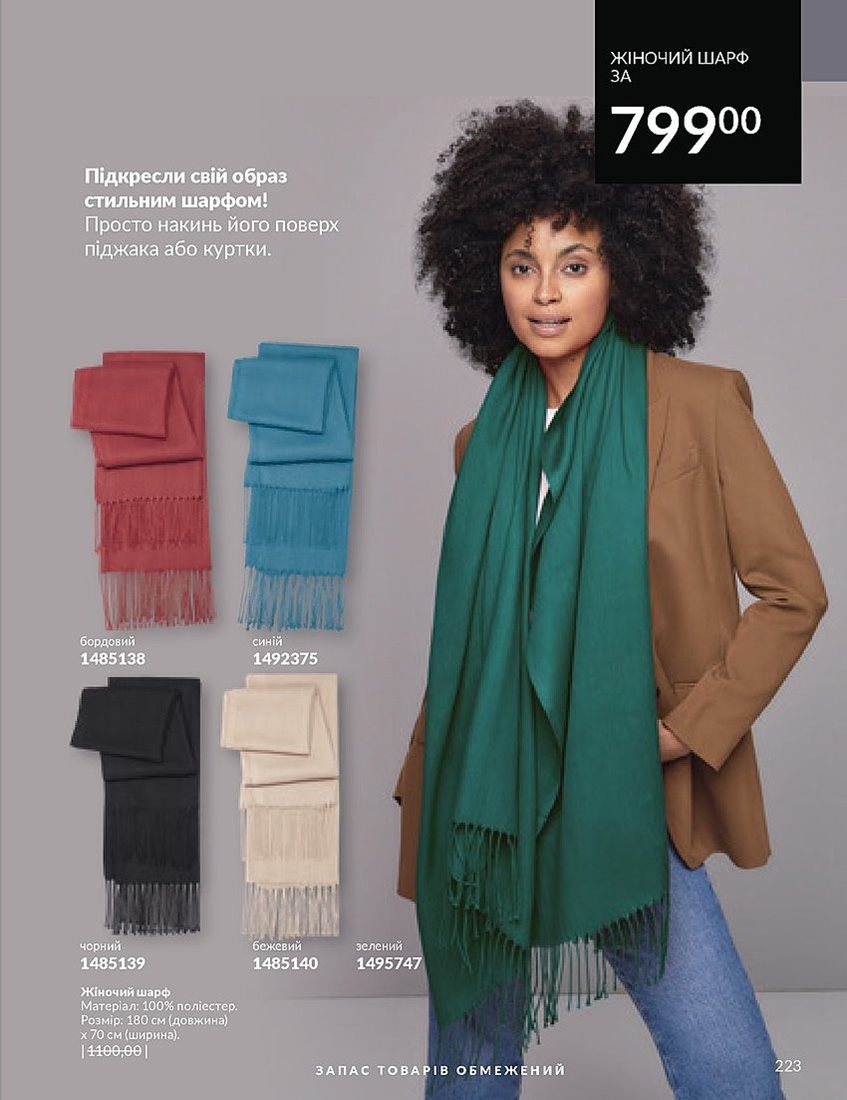 ЖІНОЧИЙ ШАРФ
ЗА
799⁰⁰
Підкресли свій образ
стильним шарфом!
Просто накинь його поверх
піджака або куртки.
бордовий
1485138
синій
1492375
чорний
1485139
бежевий
1485140
зелений
1495747
Жіночий шарф
Матеріал: 100% поліестер.
Розмір: 180 см (довжина)
х 70 см (ширина).
| 1100,00 |
ЗАПАС ТОВАРІВ ОБМЕЖЕНИЙ
223